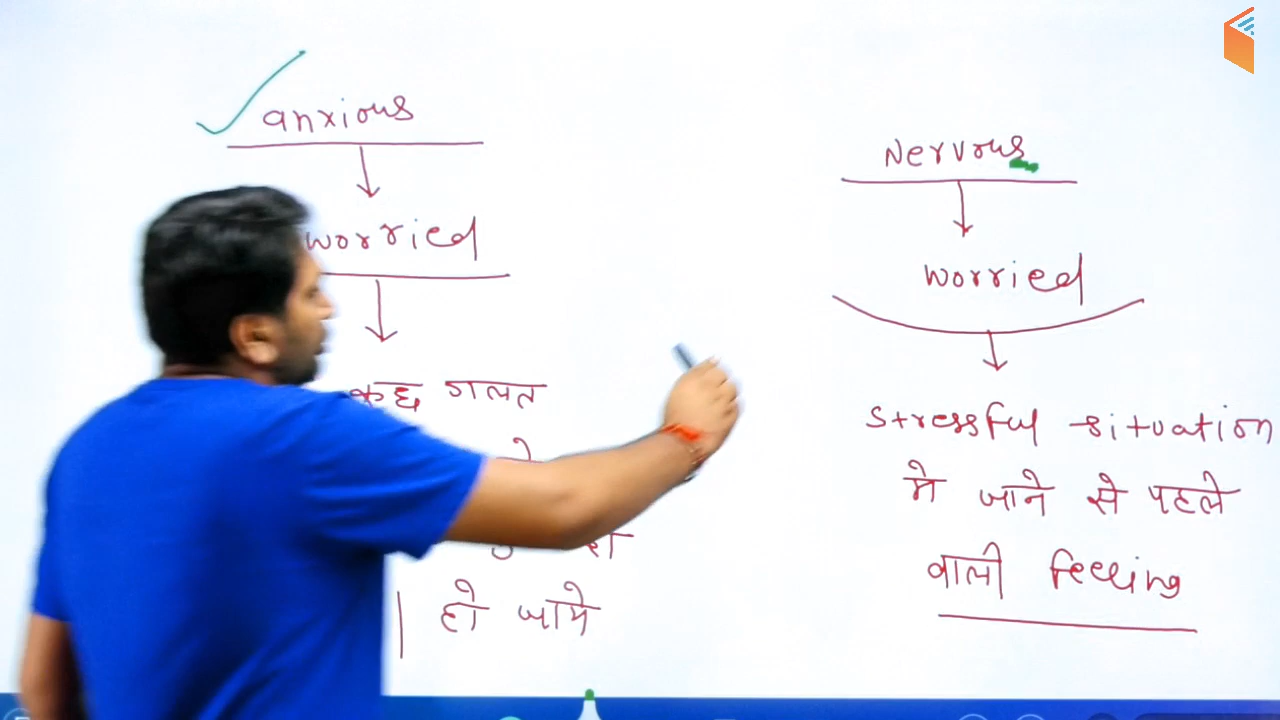 anxious
worried
कुछ गलत
हो जाये
Nervous
worried
stressful situation
मे जाने से पहले
वाली feeling